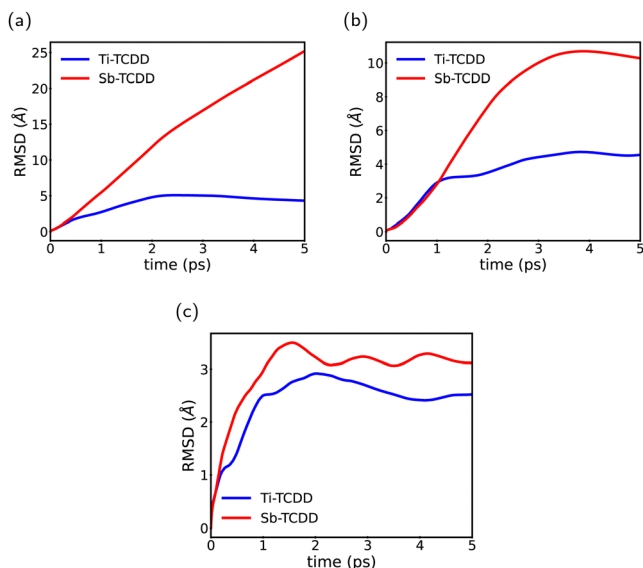 (a)
RMSD (Å)
25
20
15
10
5
0
Ti-TCDD
Sb-TCDD
0 1 2 3 4 5
time (ps)
(b)
RMSD (Å)
10
8
6
4
2
0
Ti-TCDD
Sb-TCDD
0 1 2 3 4 5
time (ps)
(c)
RMSD (Å)
3
2
1
0
Ti-TCDD
Sb-TCDD
0 1 2 3 4 5
time (ps)